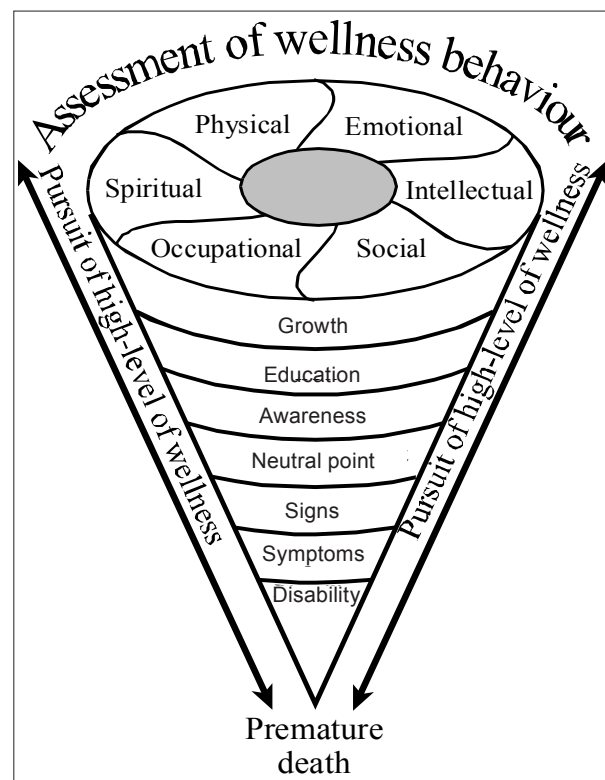 Assessment of wellness behaviour
Physical
Emotional
Spiritual
Intellectual
Occupational
Social
Pursuit of high-level of wellness
Pursuit of high-level of wellness
Growth
Education
Awareness
Neutral point
Signs
Symptoms
Disability
Premature
death